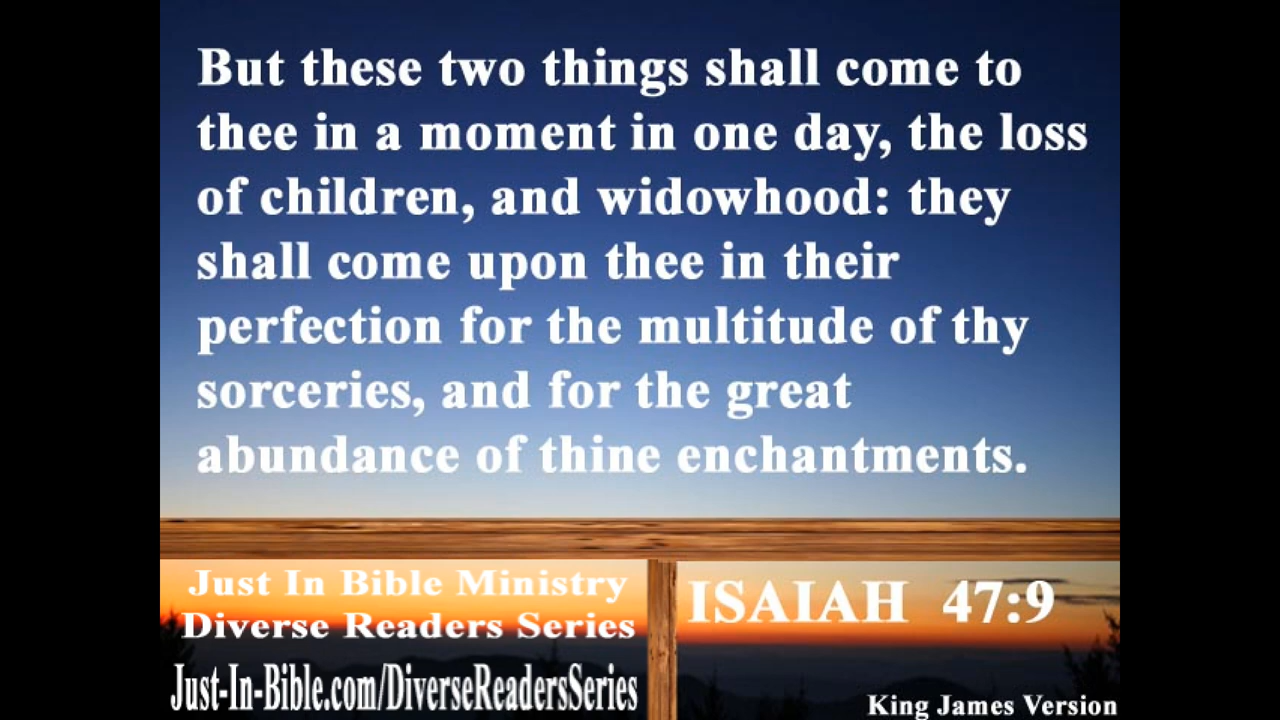 But these two things shall come to
thee in a moment in one day, the loss
of children, and widowhood: they
shall come upon thee in their
perfection for the multitude of thy
sorceries, and for the great
abundance of thine enchantments.
Just In Bible Ministry
Diverse Readers Series
Just-In-Bible.com/DiverseReadersSeries
ISAIAH 47:9
King James Version